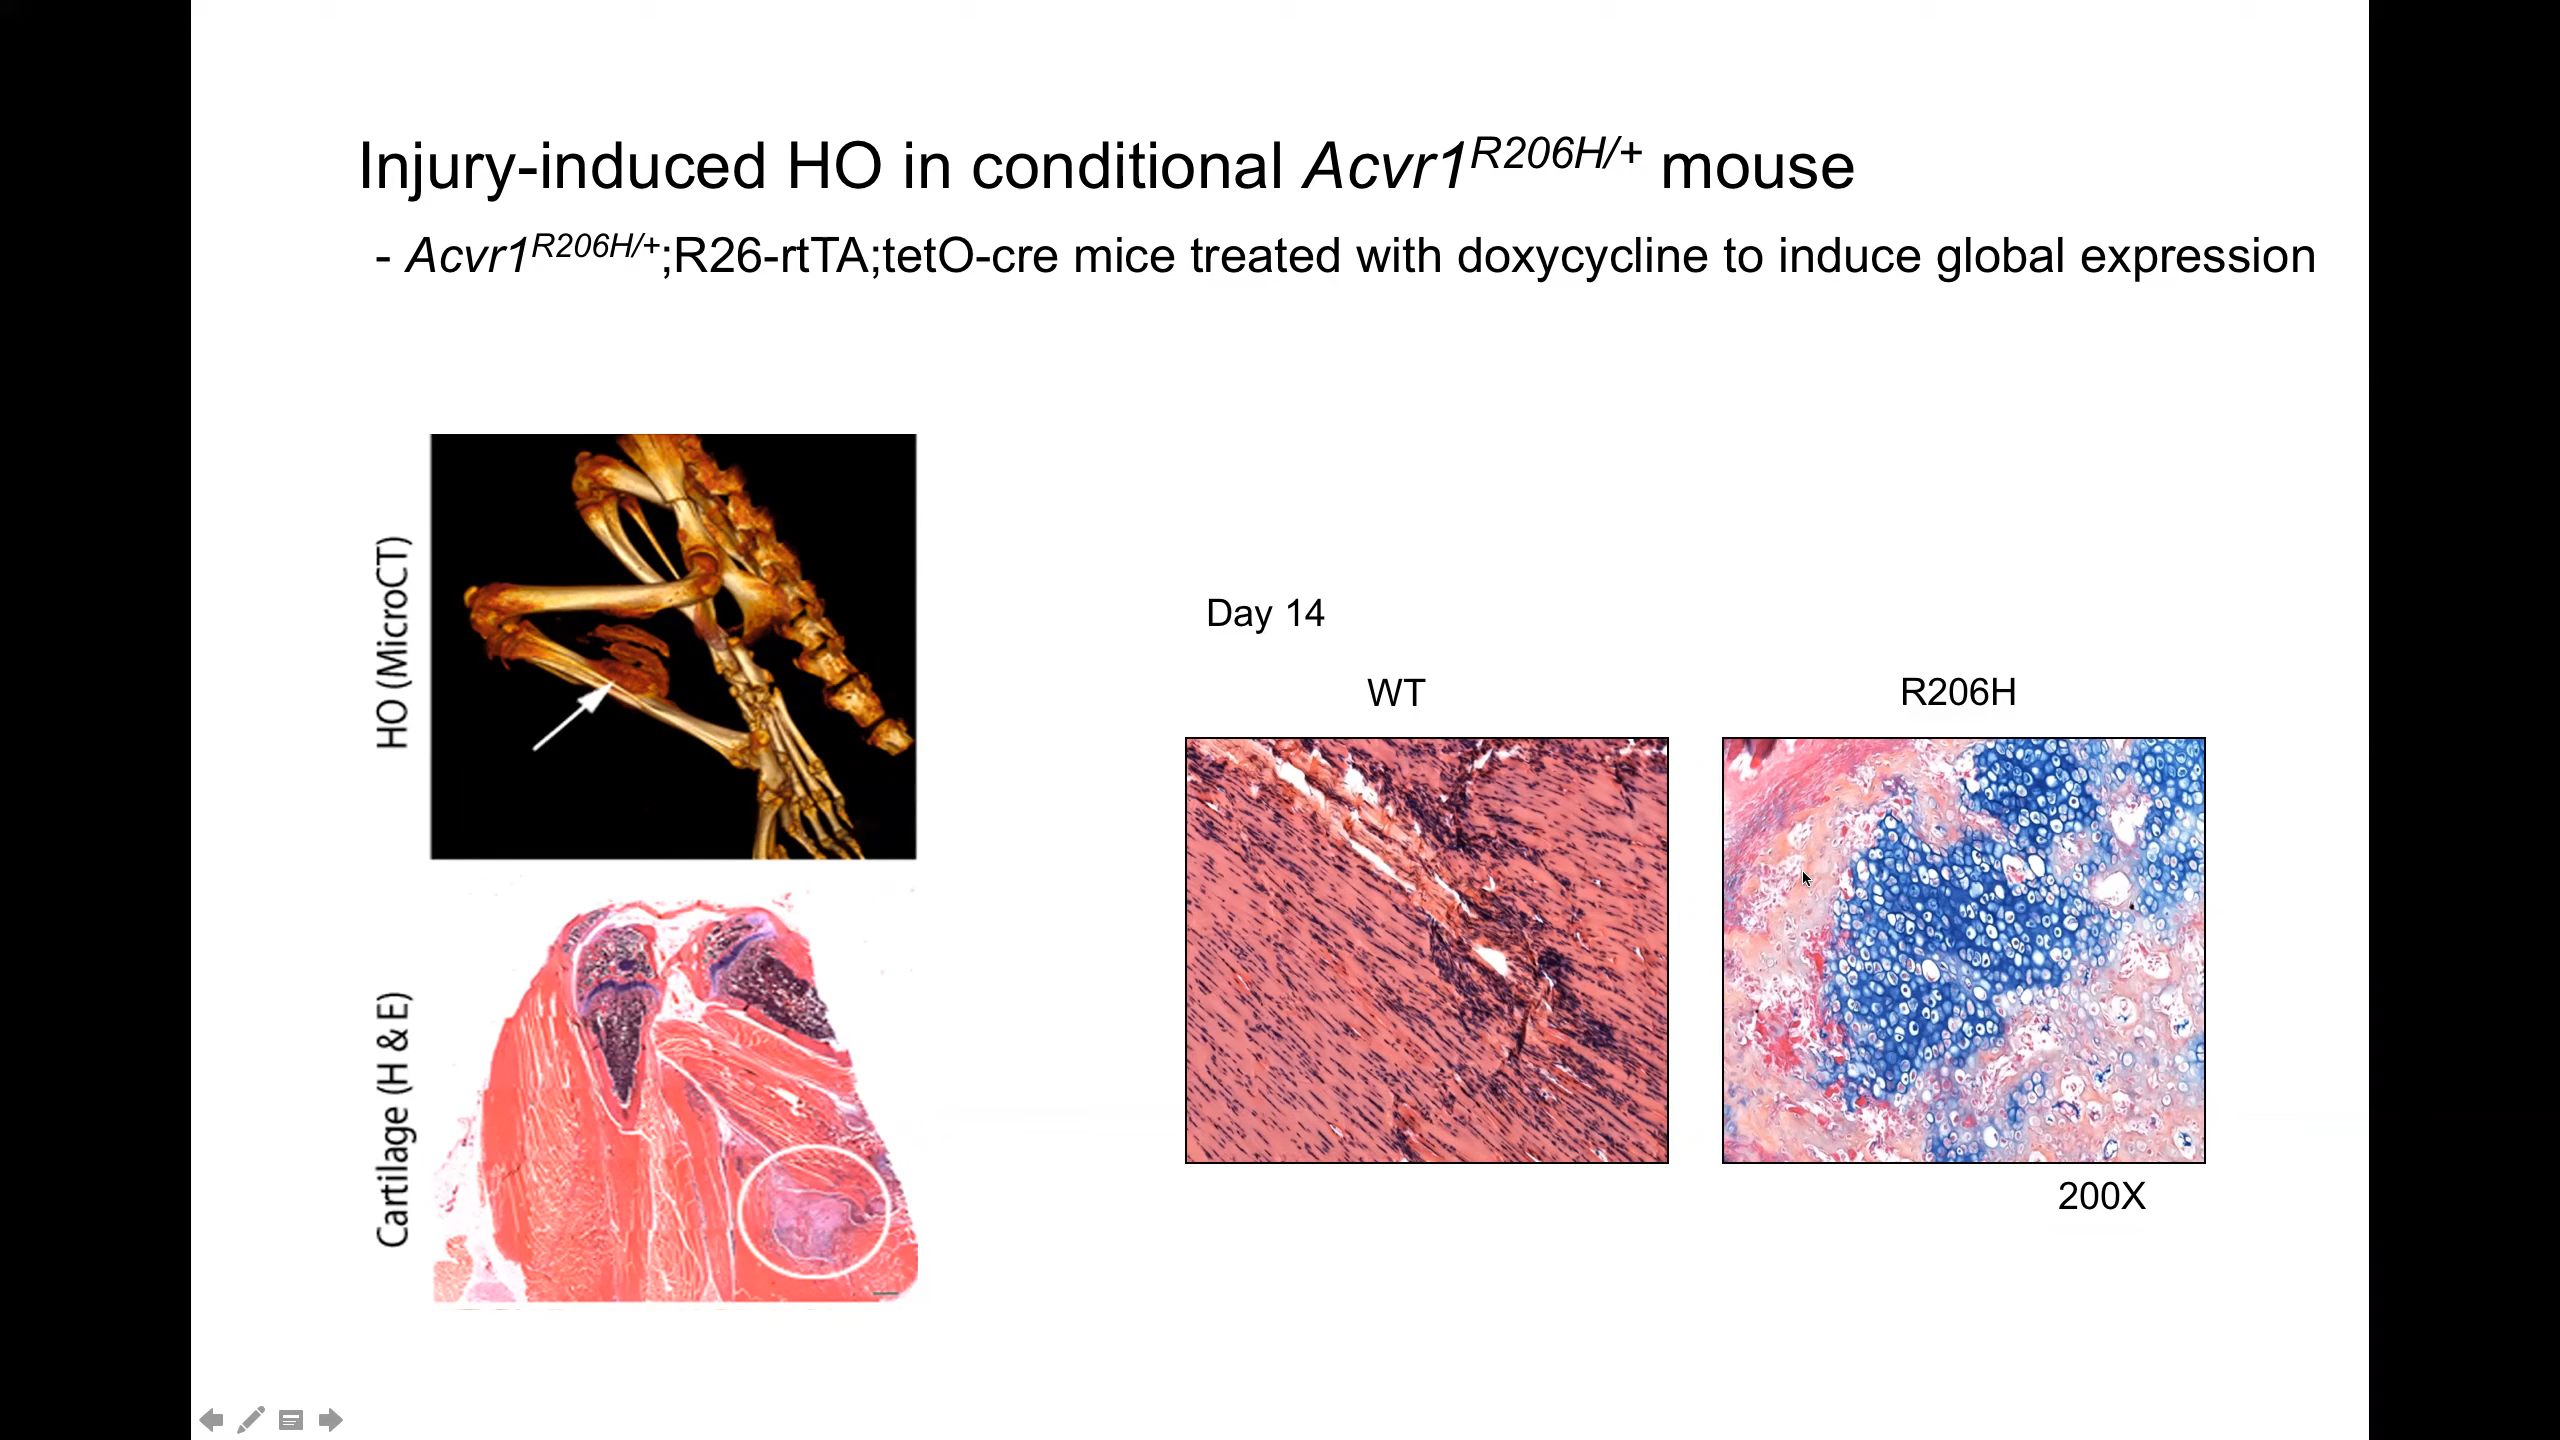 Injury-induced HO in conditional Acvr1R206H/+ mouse
- Acvr1R206H/+;R26-rtTA;tetO-cre mice treated with doxycycline to induce global expression
HO (MicroCT)
Cartilage (H & E)
Day 14
WT
R206H
200X